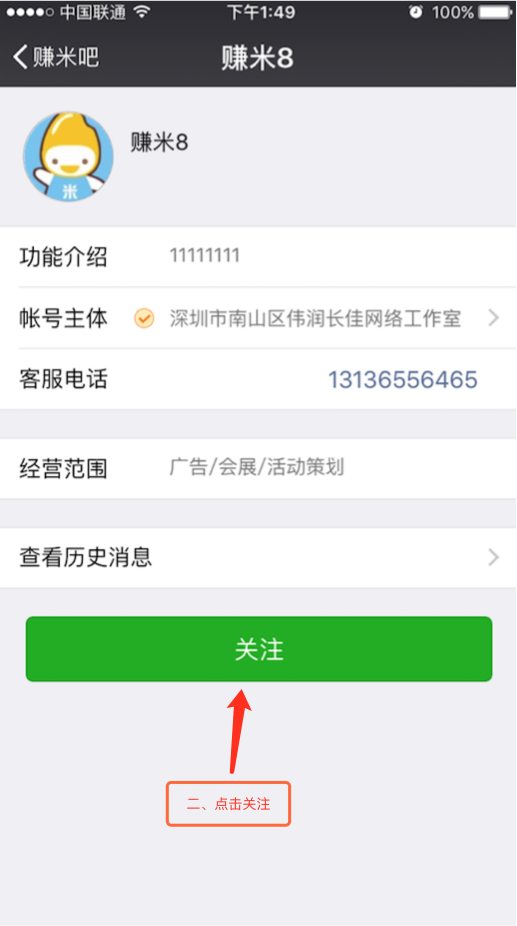 中国联通 下午1:49 100%
赚米吧 赚米8
赚米8
米
功能介绍 11111111
帐号主体 深圳市南山区伟润长佳网络工作室
客服电话 13136556465
经营范围 广告/会展/活动策划
查看历史消息
关注
二、点击关注